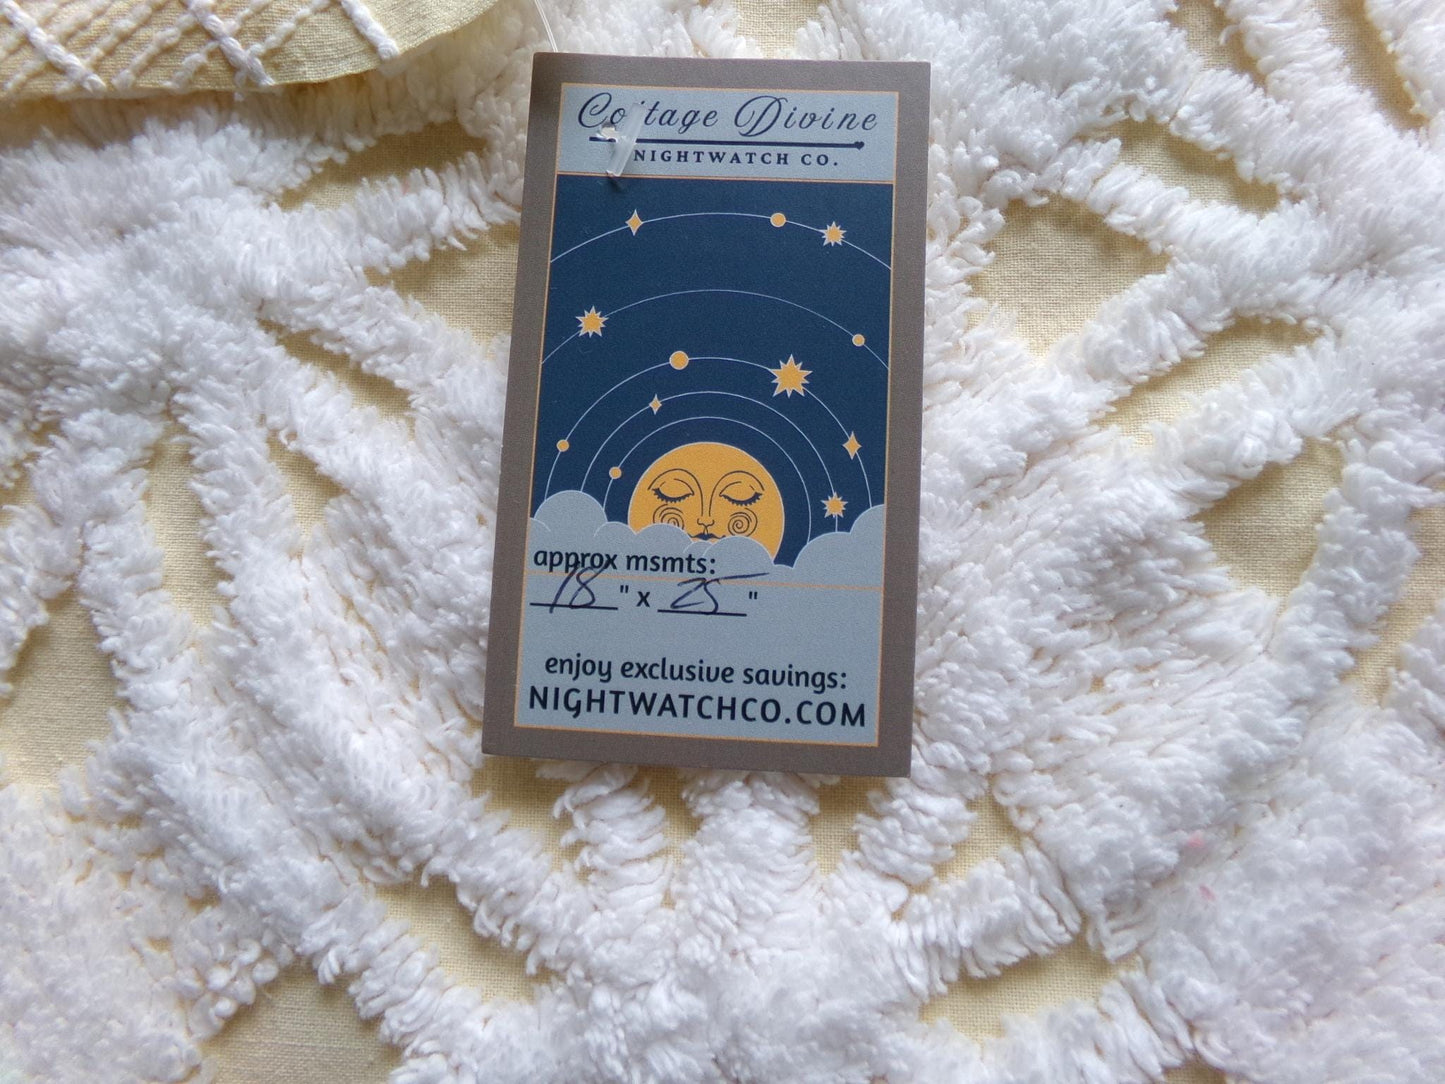 Cottage Divine
NIGHTWATCH CO.
approx msmts:
18" x 25"
enjoy exclusive savings:
NIGHTWATCHCO.COM